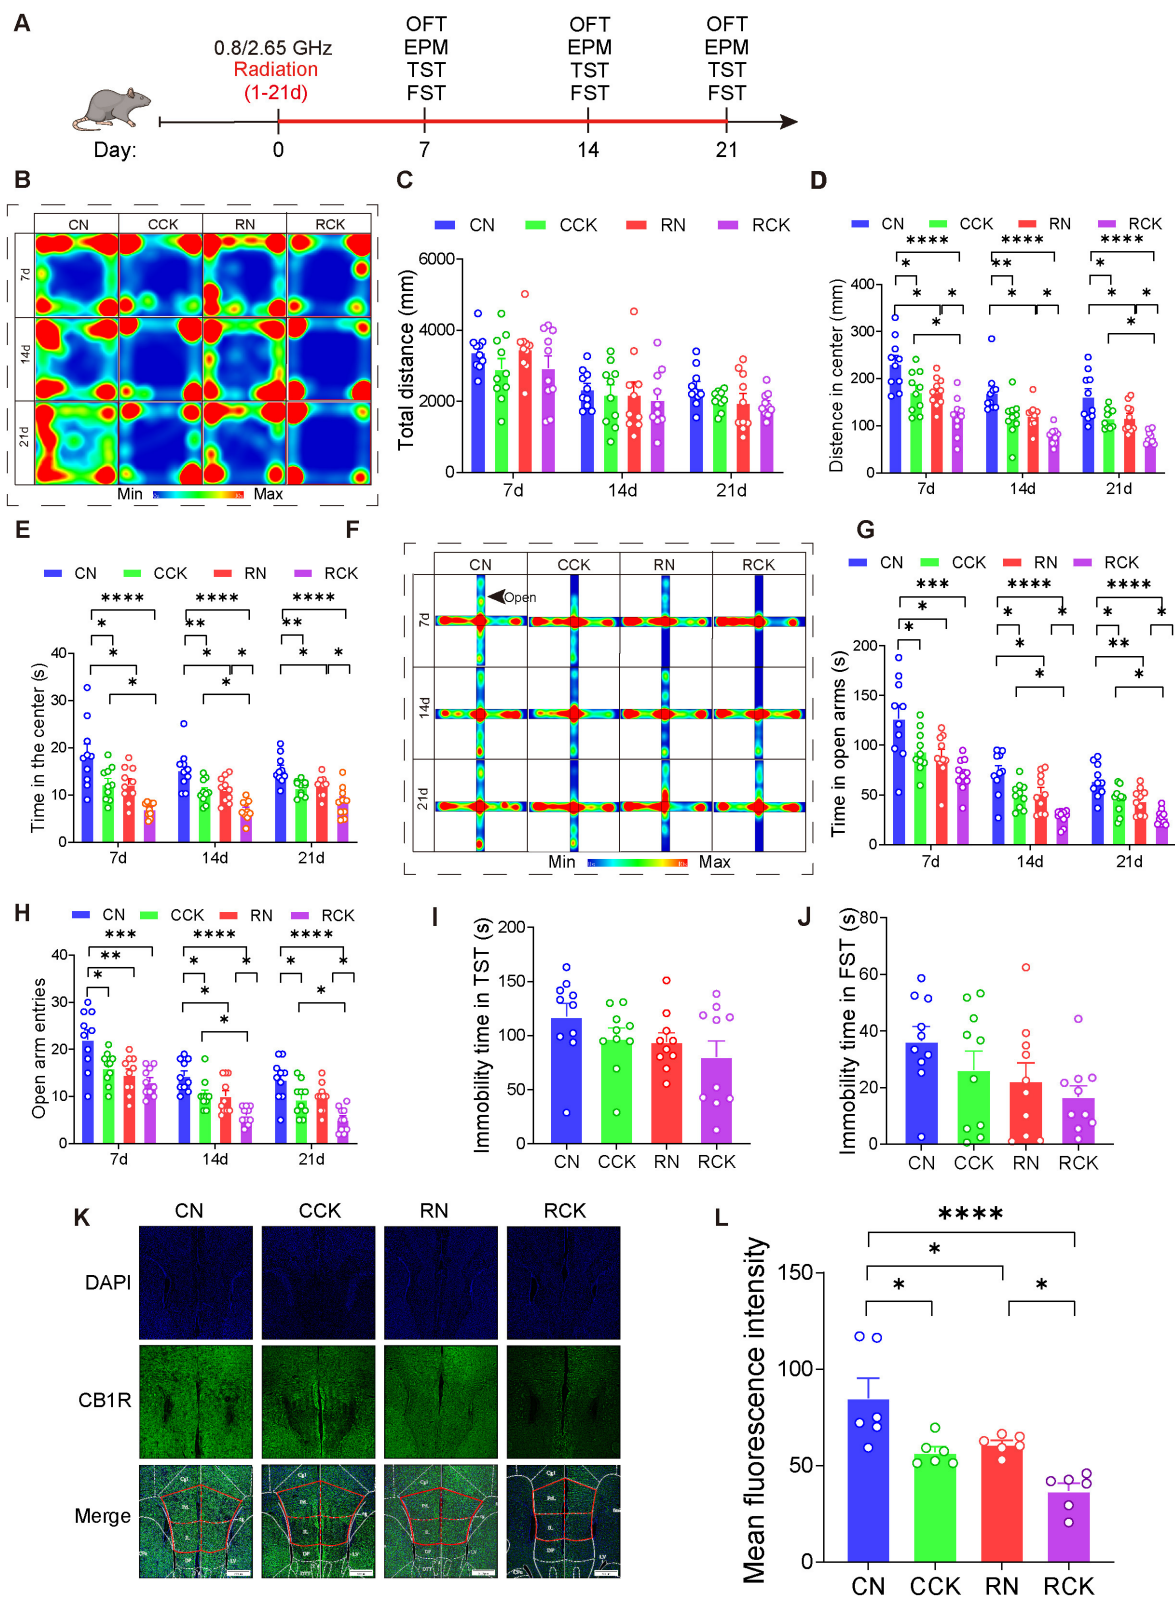 A
0.8/2.65 GHz
Radiation
(1-21d)
OFT
EPM
TST
FST
OFT
EPM
TST
FST
OFT
EPM
TST
FST
Day: 0 7 14 21
B
CN CCK RN RCK
7d
14d
21d
Min Max
C
CN CCK RN RCK
Total distance (mm)
6000
4000
2000
0
7d 14d 21d
D
CN CCK RN RCK
**** **** ****
* ** *
* * * * * *
* *
Distence in center (mm)
400
300
200
100
0
7d 14d 21d
E
CN CCK RN RCK
**** **** ****
* ** **
* * * * *
* *
Time in the center (s)
40
30
20
10
0
7d 14d 21d
F
CN CCK RN RCK
Open
7d
14d
21d
Min Max
G
CN CCK RN RCK
*** **** ****
* * * * *
* * **
* *
Time in open arms (s)
200
150
100
50
0
7d 14d 21d
H
CN CCK RN RCK
*** **** ****
** * * * *
* * *
*
Open arm entries
40
30
20
10
0
7d 14d 21d
I
Immobility time in TST (s)
200
150
100
50
0
CN CCK RN RCK
J
Immobility time in FST (s)
80
60
40
20
0
CN CCK RN RCK
K
CN CCK RN RCK
DAPI
CB1R
Merge
L
****
*
* *
Mean fluorescence intensity
150
100
50
0
CN CCK RN RCK